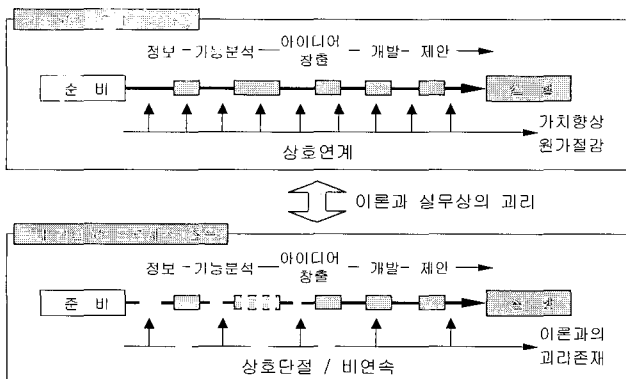 정보 - 기능분석 - 아이디어 창출 - 개발 - 제안
준 비
실 행
가치향상
원가절감
상호연계
이론과 실무상의 괴리
정보 - 기능분석 - 아이디어 창출 - 개발 - 제안
준 비
이론과의
괴리존재
상호단절 / 비연속